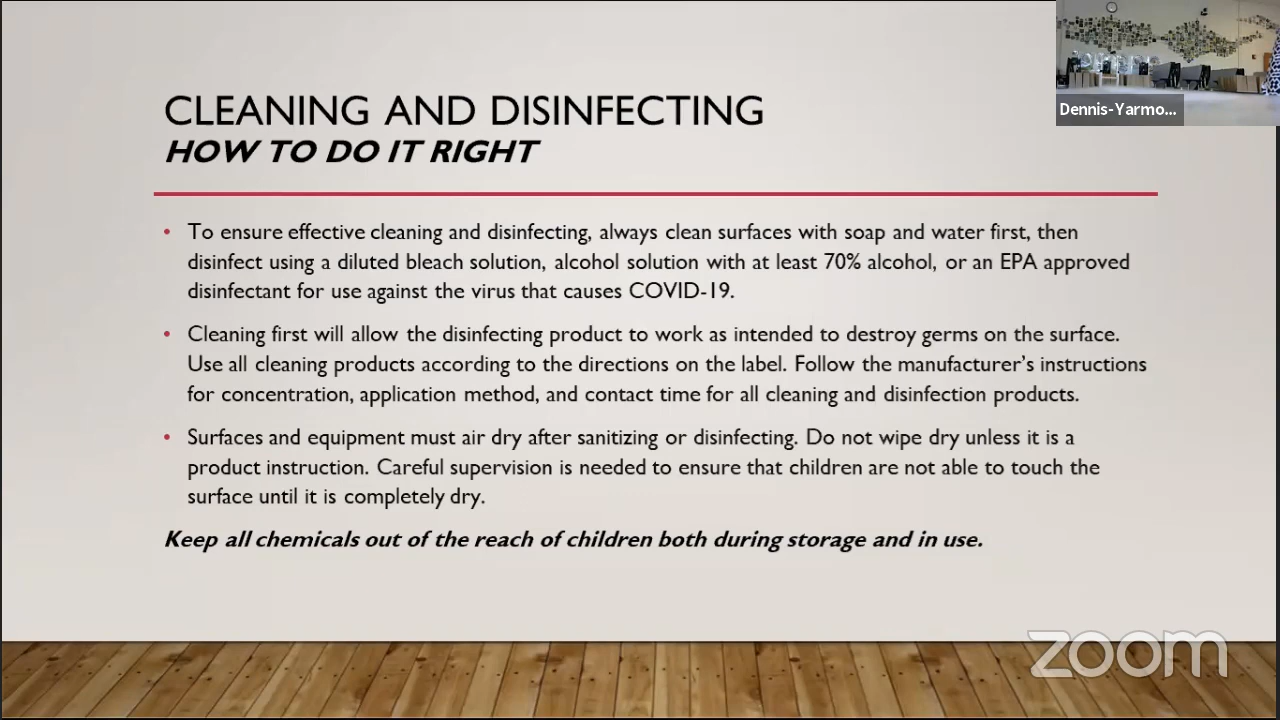 Dennis-Yarmo...
CLEANING AND DISINFECTING
HOW TO DO IT RIGHT
• To ensure effective cleaning and disinfecting, always clean surfaces with soap and water first, then
disinfect using a diluted bleach solution, alcohol solution with at least 70% alcohol, or an EPA approved
disinfectant for use against the virus that causes COVID-19.
• Cleaning first will allow the disinfecting product to work as intended to destroy germs on the surface.
Use all cleaning products according to the directions on the label. Follow the manufacturer’s instructions
for concentration, application method, and contact time for all cleaning and disinfection products.
• Surfaces and equipment must air dry after sanitizing or disinfecting. Do not wipe dry unless it is a
product instruction. Careful supervision is needed to ensure that children are not able to touch the
surface until it is completely dry.
Keep all chemicals out of the reach of children both during storage and in use.
zoom